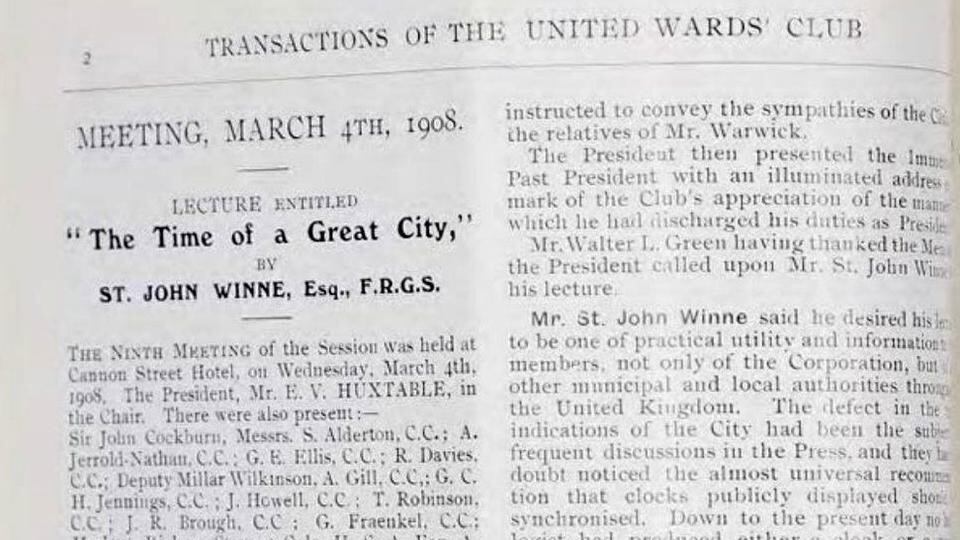 2
TRANSACTIONS OF THE UNITED WARDS' CLUB
MEETING, MARCH 4TH, 1908.
LECTURE ENTITLED
“The Time of a Great City,”
BY
ST. JOHN WINNE, Esq., F.R.G.S.
THE NINTH MEETING of the Session was held at
Cannon Street Hotel, on Wednesday, March 4th,
1908. The President, Mr. E. V. HUXTABLE, in
the Chair. There were also present :—
Sir John Cockburn, Messrs. S. Alderton, C.C.; A.
Jerrold-Nathan, C.C.; G. E. Ellis, C.C.; R. Davies,
C.C.; Deputy Millar Wilkinson, A. Gill, C.C.; G. C.
H. Jennings, C.C.; J. Howell, C.C.; T. Robinson,
C.C.; J. R. Brough, C.C; G. Fraenkel, C.C.;
instructed to convey the sympathies of the
the relatives of Mr. Warwick.
The President then presented the
Past President with an illuminated address
mark of the Club's appreciation of the
which he had discharged his duties as
Mr. Walter L. Green having thanked the
the President called upon Mr. St. John
his lecture.
Mr. St. John Winne said he desired his
to be one of practical utility and information
members, not only of the Corporation, but
other municipal and local authorities
the United Kingdom. The defect in the
indications of the City had been the
frequent discussions in the Press, and they
doubt noticed the almost universal
tion that clocks publicly displayed
synchronised. Down to the present day no